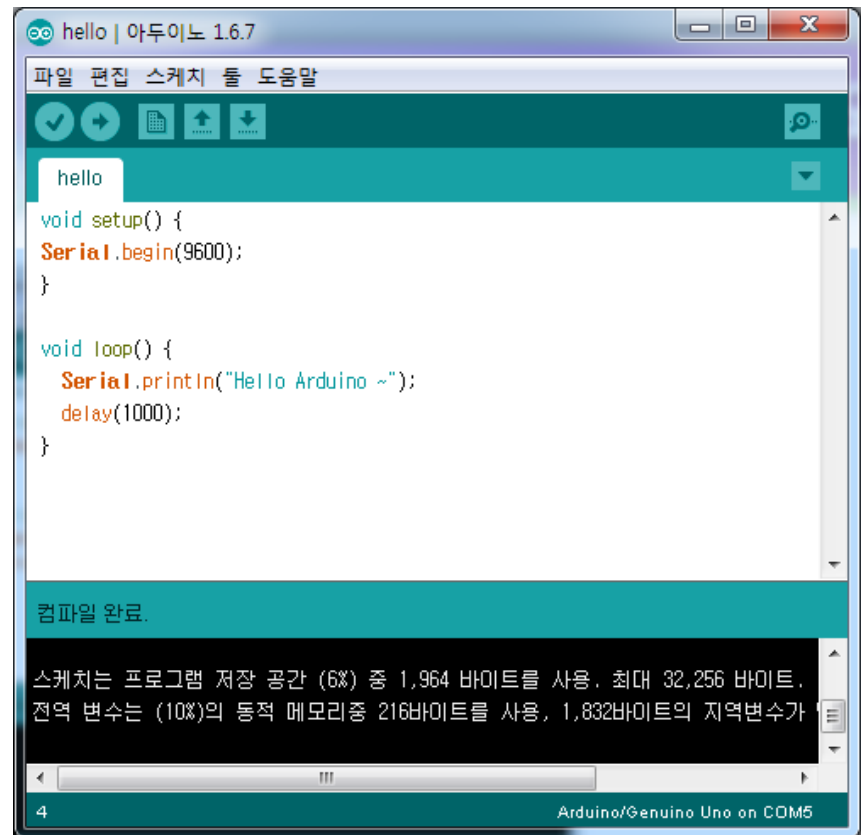 hello | 아두이노 1.6.7
파일 편집 스케치 툴 도움말
hello
void setup() {
Serial.begin(9600);
}
void loop() {
Serial.println("Hello Arduino ~");
delay(1000);
}
컴파일 완료.
스케치는 프로그램 저장 공간 (6%) 중 1,964 바이트를 사용. 최대 32,256 바이트.
전역 변수는 (10%)의 동적 메모리중 216바이트를 사용, 1,832바이트의 지역변수가
4 Arduino/Genuino Uno on COM5